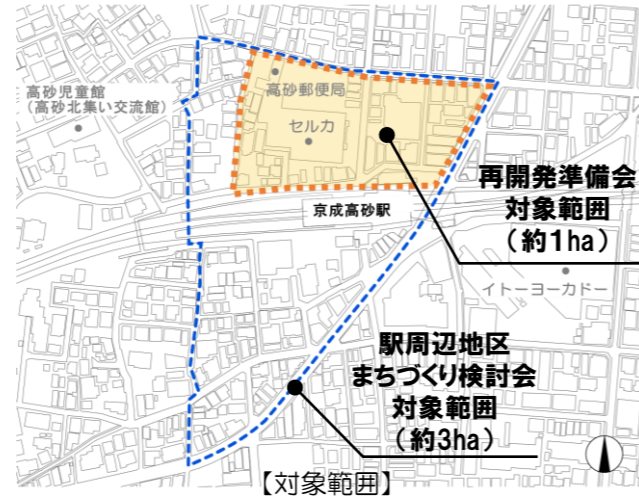 高砂児童館
(高砂北集い交流館)
高砂郵便局
セルカ
再開発準備会
対象範囲
(約1ha)
京成高砂駅
イトーヨーカドー
駅周辺地区
まちづくり検討会
対象範囲
(約3ha)
【対象範囲】